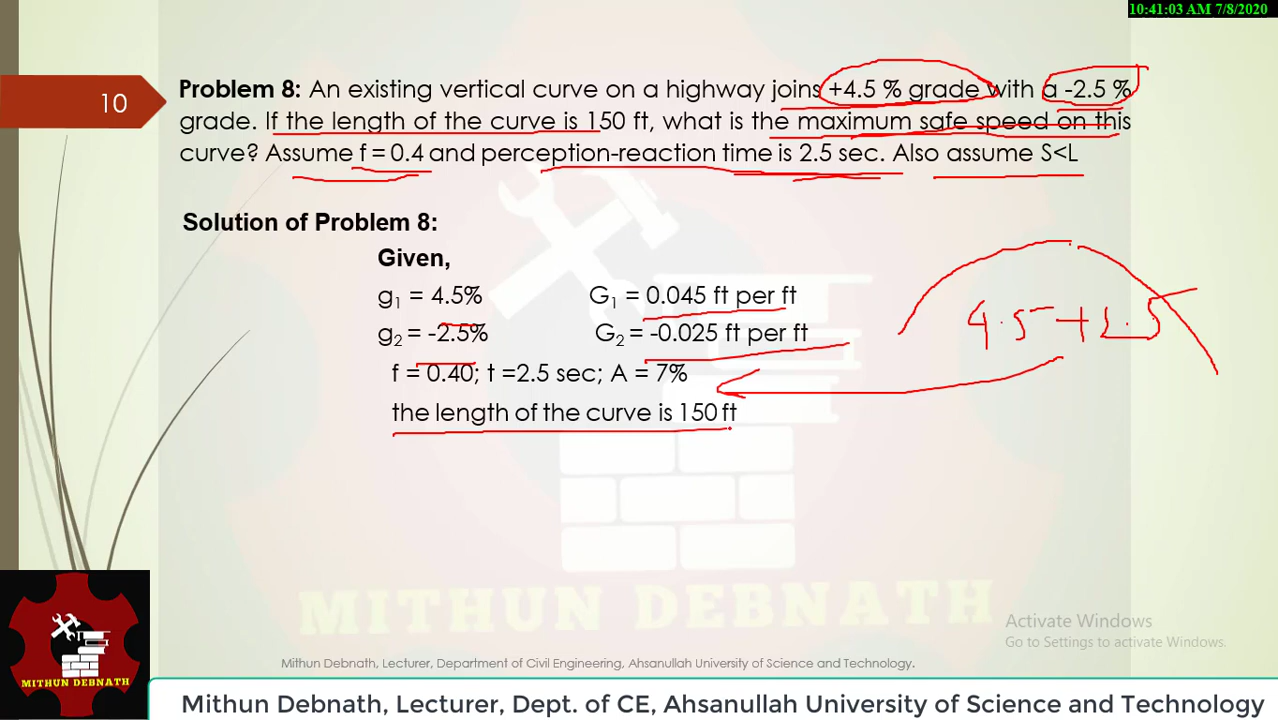 10:41:03 AM 7/8/2020
10
Problem 8: An existing vertical curve on a highway joins +4.5 % grade with a -2.5 %
grade. If the length of the curve is 150 ft, what is the maximum safe speed on this
curve? Assume f = 0.4 and perception-reaction time is 2.5 sec. Also assume S<L
Solution of Problem 8:
Given,
g₁ = 4.5% G₁ = 0.045 ft per ft
g₂ = -2.5% G₂ = -0.025 ft per ft
4.5+2.5
f = 0.40; t =2.5 sec; A = 7%
the length of the curve is 150 ft
MITHUN DEBNATH
Activate Windows
Go to Settings to activate Windows.
MITHUN DEBNATH
Mithun Debnath, Lecturer, Department of Civil Engineering, Ahsanullah University of Science and Technology.
Mithun Debnath, Lecturer, Dept. of CE, Ahsanullah University of Science and Technology